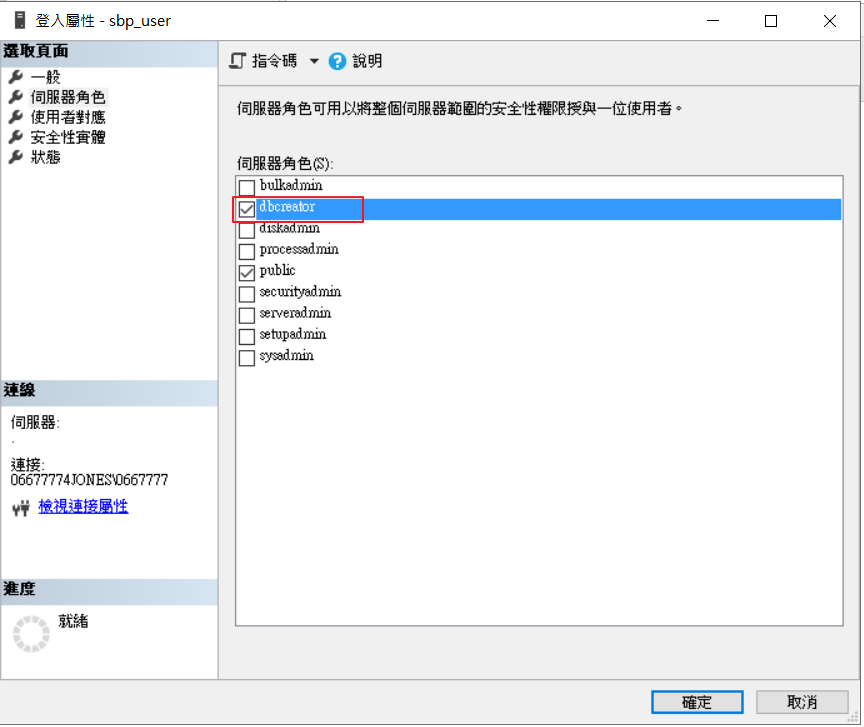 登入屬性 - sbp_user
選取頁面
一般
伺服器角色
使用者對應
安全性實體
狀態
指令碼
說明
伺服器角色可用以將整個伺服器範圍的安全性權限授與一位使用者。
伺服器角色(S):
bulkadmin
dbcreator
diskadmin
processadmin
public
securityadmin
serveradmin
setupadmin
sysadmin
連線
伺服器:
.
連接:
06677774JONES\0667777
檢視連接屬性
進度
就緒
確定
取消